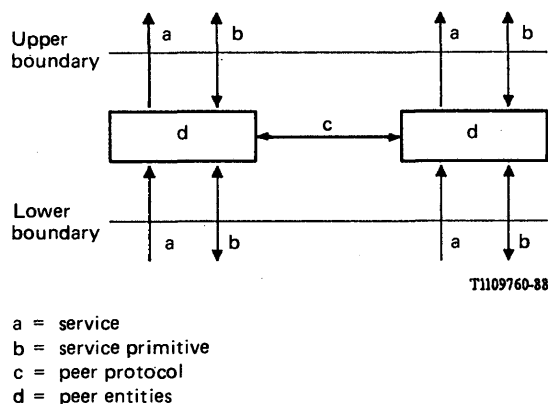 Upper
boundary
a
b
a
b
d
c
d
Lower
boundary
a
b
a
b
T1109760-88
a = service
b = service primitive
c = peer protocol
d = peer entities